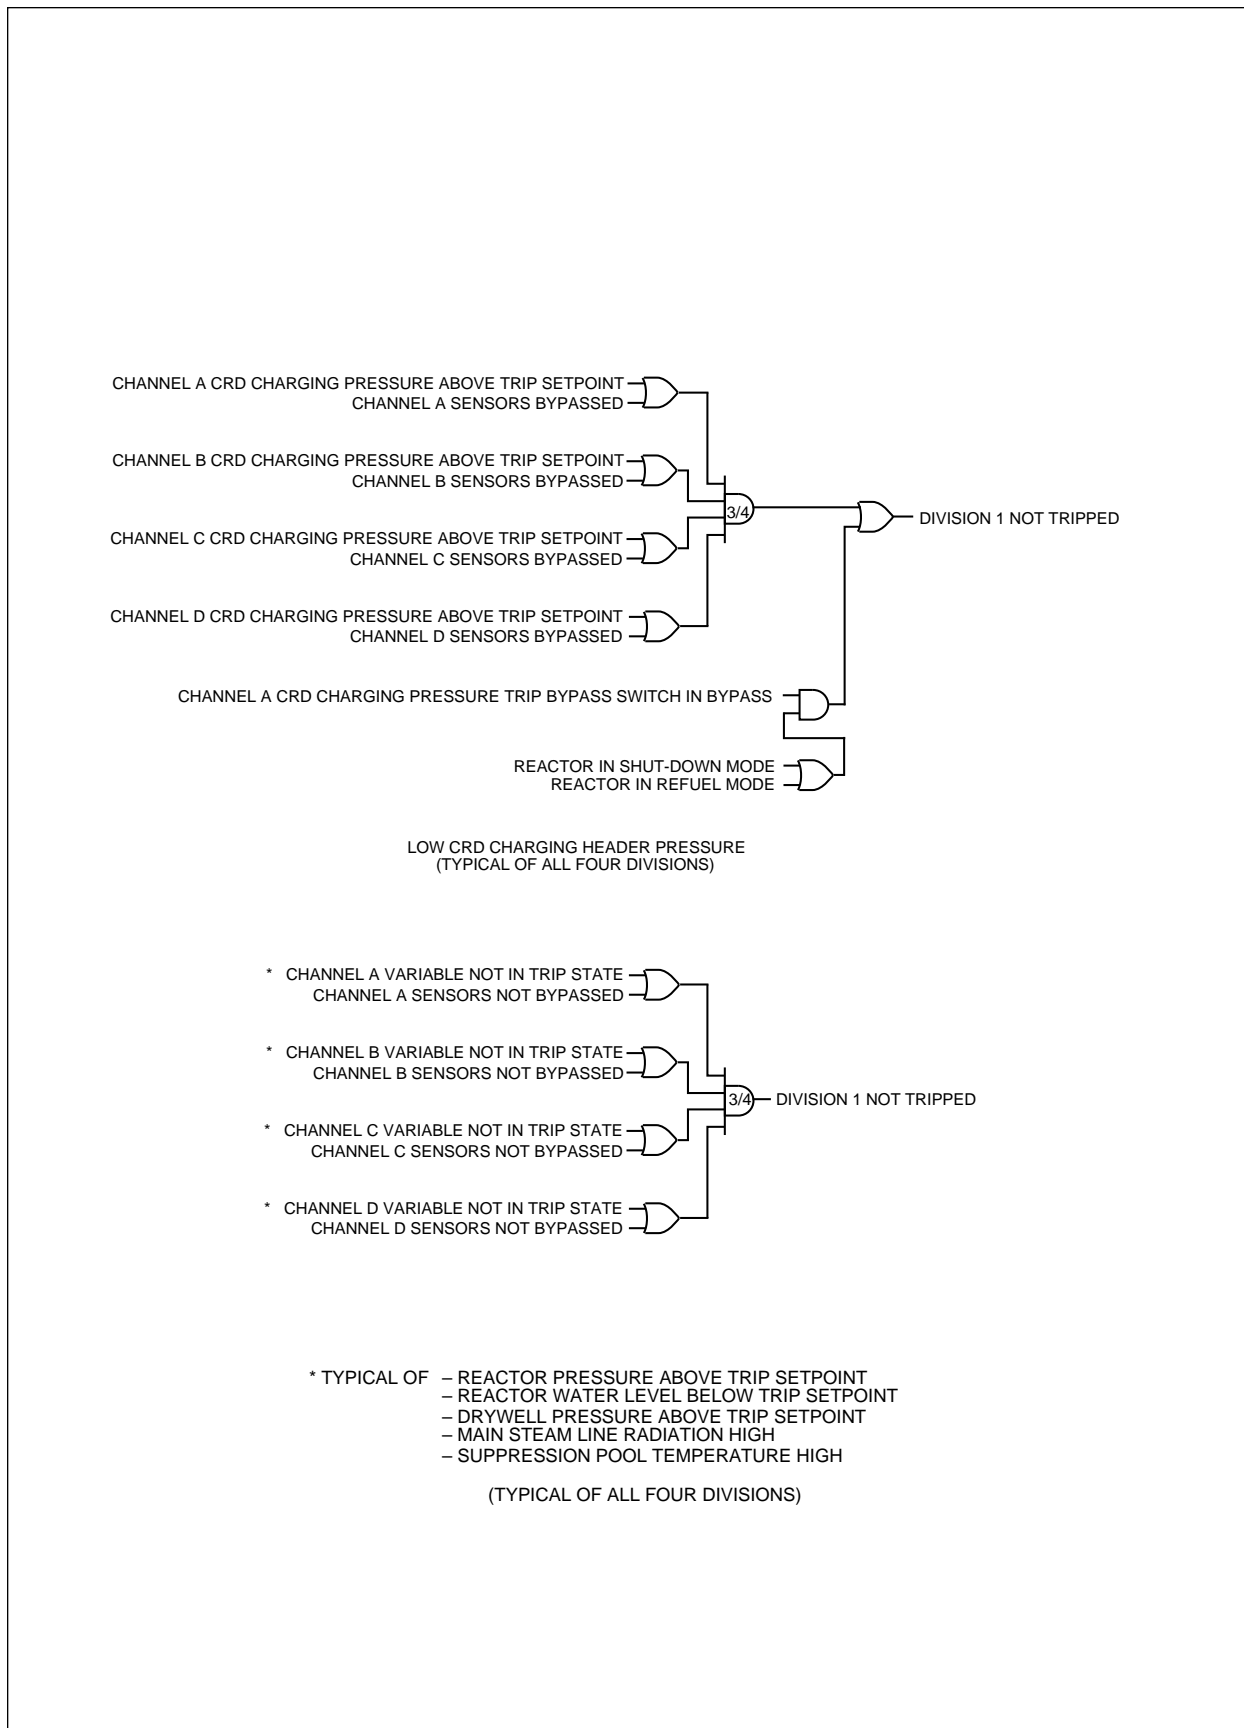 CHANNEL A CRD CHARGING PRESSURE ABOVE TRIP SETPOINT
CHANNEL A SENSORS BYPASSED
CHANNEL B CRD CHARGING PRESSURE ABOVE TRIP SETPOINT
CHANNEL B SENSORS BYPASSED
3/4
DIVISION 1 NOT TRIPPED
CHANNEL C CRD CHARGING PRESSURE ABOVE TRIP SETPOINT
CHANNEL C SENSORS BYPASSED
CHANNEL D CRD CHARGING PRESSURE ABOVE TRIP SETPOINT
CHANNEL D SENSORS BYPASSED
CHANNEL A CRD CHARGING PRESSURE TRIP BYPASS SWITCH IN BYPASS
REACTOR IN SHUT-DOWN MODE
REACTOR IN REFUEL MODE
LOW CRD CHARGING HEADER PRESSURE
(TYPICAL OF ALL FOUR DIVISIONS)
* CHANNEL A VARIABLE NOT IN TRIP STATE
CHANNEL A SENSORS NOT BYPASSED
* CHANNEL B VARIABLE NOT IN TRIP STATE
CHANNEL B SENSORS NOT BYPASSED
3/4
DIVISION 1 NOT TRIPPED
* CHANNEL C VARIABLE NOT IN TRIP STATE
CHANNEL C SENSORS NOT BYPASSED
* CHANNEL D VARIABLE NOT IN TRIP STATE
CHANNEL D SENSORS NOT BYPASSED
* TYPICAL OF – REACTOR PRESSURE ABOVE TRIP SETPOINT
– REACTOR WATER LEVEL BELOW TRIP SETPOINT
– DRYWELL PRESSURE ABOVE TRIP SETPOINT
– MAIN STEAM LINE RADIATION HIGH
– SUPPRESSION POOL TEMPERATURE HIGH
(TYPICAL OF ALL FOUR DIVISIONS)